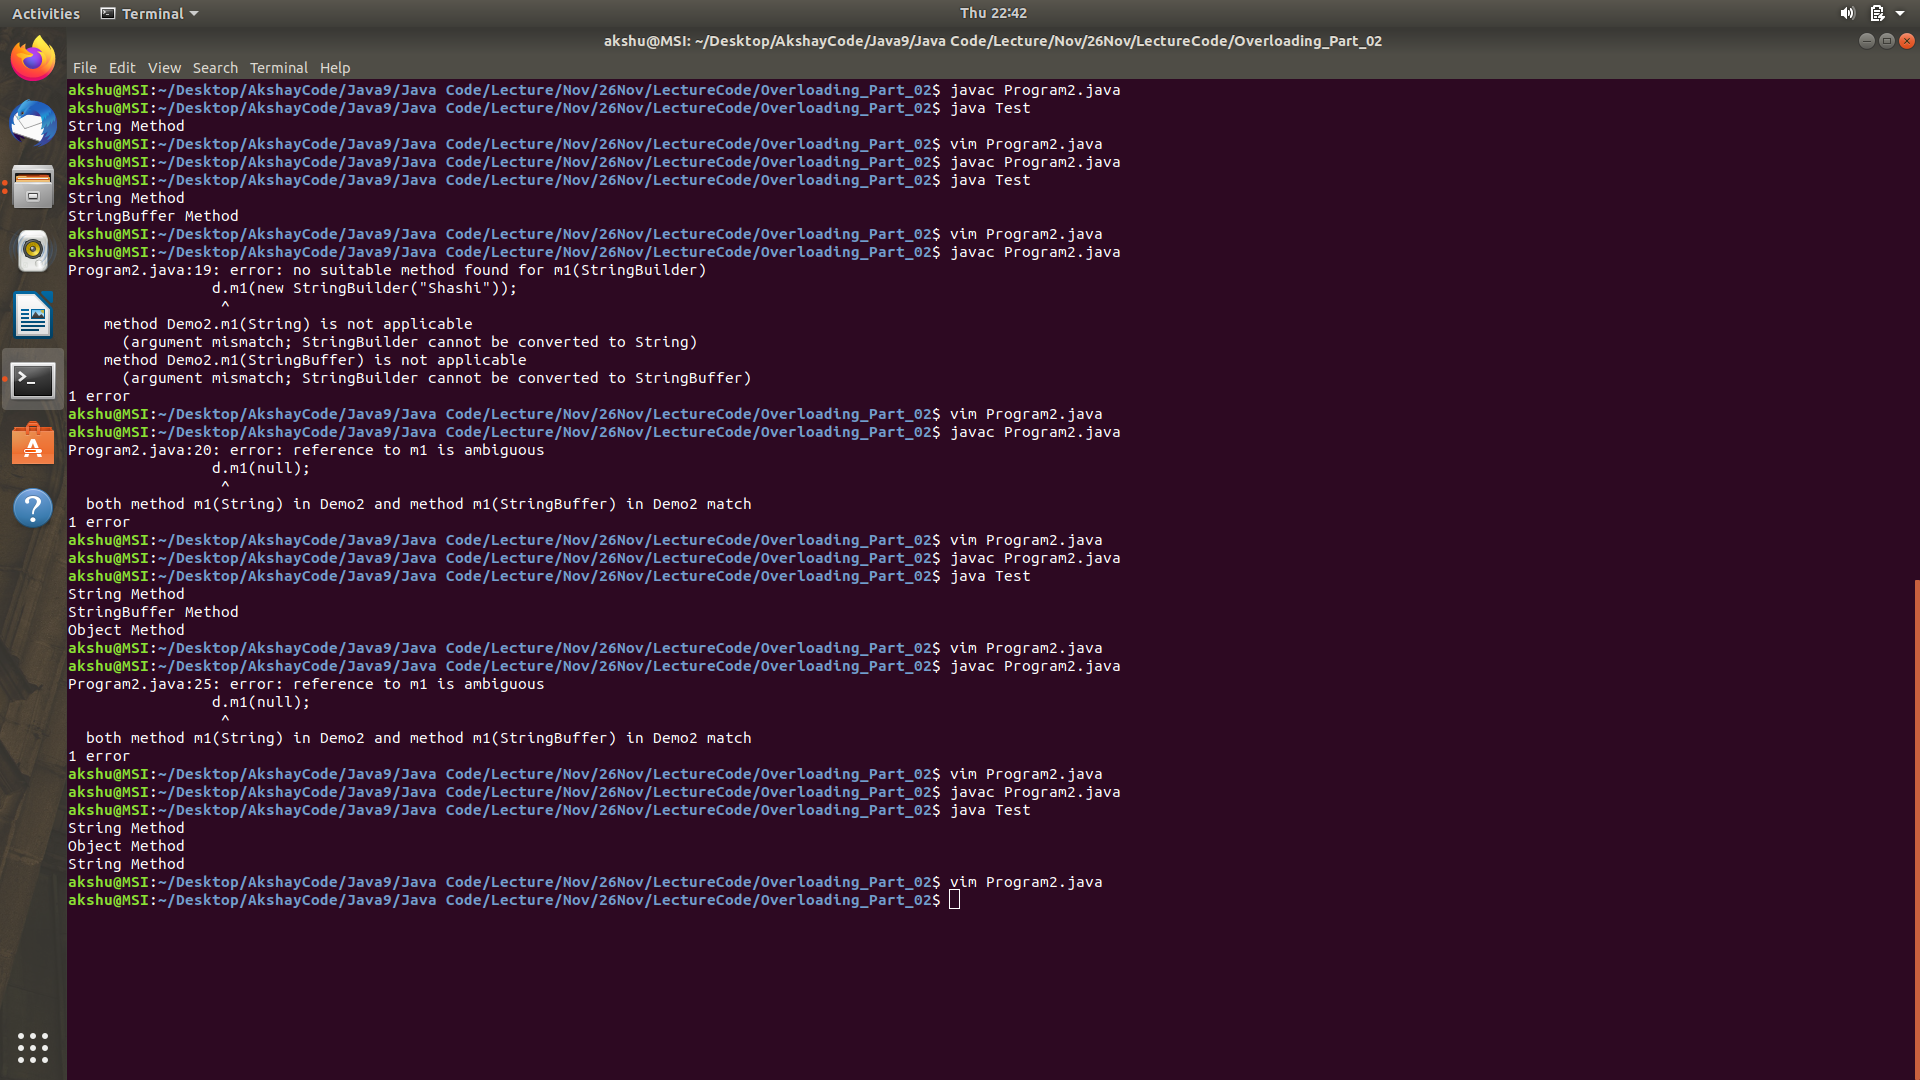 Activities Terminal Thu 22:42
akshu@MSI: ~/Desktop/AkshayCode/Java9/Java Code/Lecture/Nov/26Nov/LectureCode/Overloading_Part_02
File Edit View Search Terminal Help
akshu@MSI:~/Desktop/AkshayCode/Java9/Java Code/Lecture/Nov/26Nov/LectureCode/Overloading_Part_02$ javac Program2.java
akshu@MSI:~/Desktop/AkshayCode/Java9/Java Code/Lecture/Nov/26Nov/LectureCode/Overloading_Part_02$ java Test
String Method
akshu@MSI:~/Desktop/AkshayCode/Java9/Java Code/Lecture/Nov/26Nov/LectureCode/Overloading_Part_02$ vim Program2.java
akshu@MSI:~/Desktop/AkshayCode/Java9/Java Code/Lecture/Nov/26Nov/LectureCode/Overloading_Part_02$ javac Program2.java
akshu@MSI:~/Desktop/AkshayCode/Java9/Java Code/Lecture/Nov/26Nov/LectureCode/Overloading_Part_02$ java Test
String Method
StringBuffer Method
akshu@MSI:~/Desktop/AkshayCode/Java9/Java Code/Lecture/Nov/26Nov/LectureCode/Overloading_Part_02$ vim Program2.java
akshu@MSI:~/Desktop/AkshayCode/Java9/Java Code/Lecture/Nov/26Nov/LectureCode/Overloading_Part_02$ javac Program2.java
Program2.java:19: error: no suitable method found for m1(StringBuilder)
                d.m1(new StringBuilder("Shashi"));
                 ^
    method Demo2.m1(String) is not applicable
      (argument mismatch; StringBuilder cannot be converted to String)
    method Demo2.m1(StringBuffer) is not applicable
      (argument mismatch; StringBuilder cannot be converted to StringBuffer)
1 error
akshu@MSI:~/Desktop/AkshayCode/Java9/Java Code/Lecture/Nov/26Nov/LectureCode/Overloading_Part_02$ vim Program2.java
akshu@MSI:~/Desktop/AkshayCode/Java9/Java Code/Lecture/Nov/26Nov/LectureCode/Overloading_Part_02$ javac Program2.java
Program2.java:20: error: reference to m1 is ambiguous
                d.m1(null);
                 ^
  both method m1(String) in Demo2 and method m1(StringBuffer) in Demo2 match
1 error
akshu@MSI:~/Desktop/AkshayCode/Java9/Java Code/Lecture/Nov/26Nov/LectureCode/Overloading_Part_02$ vim Program2.java
akshu@MSI:~/Desktop/AkshayCode/Java9/Java Code/Lecture/Nov/26Nov/LectureCode/Overloading_Part_02$ javac Program2.java
akshu@MSI:~/Desktop/AkshayCode/Java9/Java Code/Lecture/Nov/26Nov/LectureCode/Overloading_Part_02$ java Test
String Method
StringBuffer Method
Object Method
akshu@MSI:~/Desktop/AkshayCode/Java9/Java Code/Lecture/Nov/26Nov/LectureCode/Overloading_Part_02$ vim Program2.java
akshu@MSI:~/Desktop/AkshayCode/Java9/Java Code/Lecture/Nov/26Nov/LectureCode/Overloading_Part_02$ javac Program2.java
Program2.java:25: error: reference to m1 is ambiguous
                d.m1(null);
                 ^
  both method m1(String) in Demo2 and method m1(StringBuffer) in Demo2 match
1 error
akshu@MSI:~/Desktop/AkshayCode/Java9/Java Code/Lecture/Nov/26Nov/LectureCode/Overloading_Part_02$ vim Program2.java
akshu@MSI:~/Desktop/AkshayCode/Java9/Java Code/Lecture/Nov/26Nov/LectureCode/Overloading_Part_02$ javac Program2.java
akshu@MSI:~/Desktop/AkshayCode/Java9/Java Code/Lecture/Nov/26Nov/LectureCode/Overloading_Part_02$ java Test
String Method
Object Method
String Method
akshu@MSI:~/Desktop/AkshayCode/Java9/Java Code/Lecture/Nov/26Nov/LectureCode/Overloading_Part_02$ vim Program2.java
akshu@MSI:~/Desktop/AkshayCode/Java9/Java Code/Lecture/Nov/26Nov/LectureCode/Overloading_Part_02$